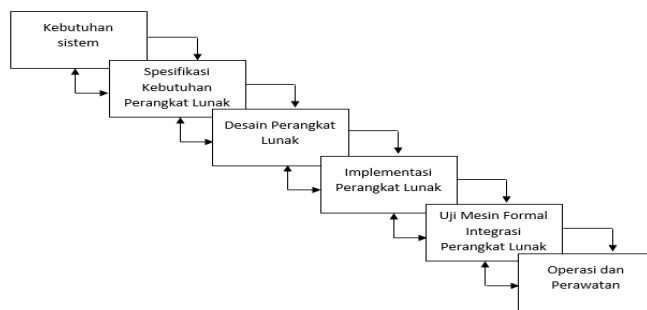 Kebutuhan
sistem
Spesifikasi
Kebutuhan
Perangkat Lunak
Desain Perangkat
Lunak
Implementasi
Perangkat Lunak
Uji Mesin Formal
Integrasi
Perangkat Lunak
Operasi dan
Perawatan